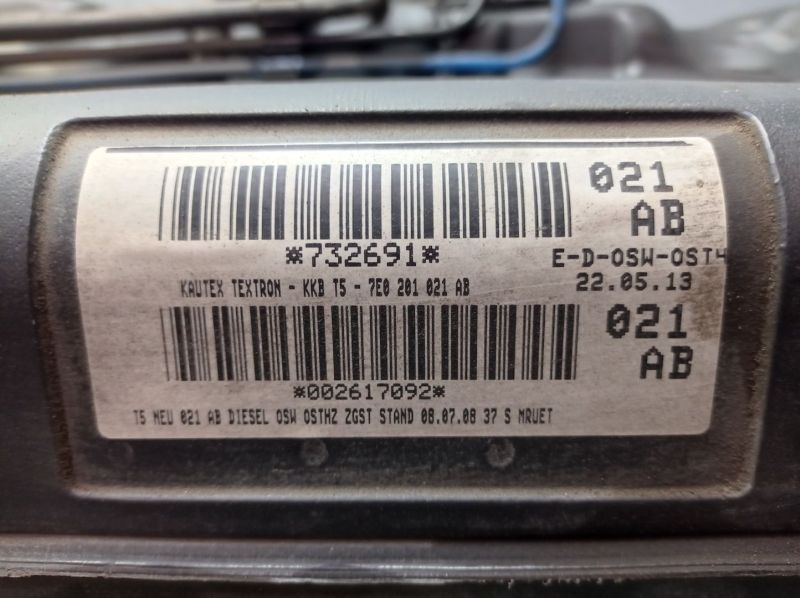 021
AB
*732691*
E-D-OSW-OST4
KAUTEX TEXTRON - KKB T5 - 7E0 201 021 AB
22.05.13
021
AB
*002617092*
T5 NEU 021 AB DIESEL OSW OSTHZ ZGST STAND 08.07.08 37 S MRUET